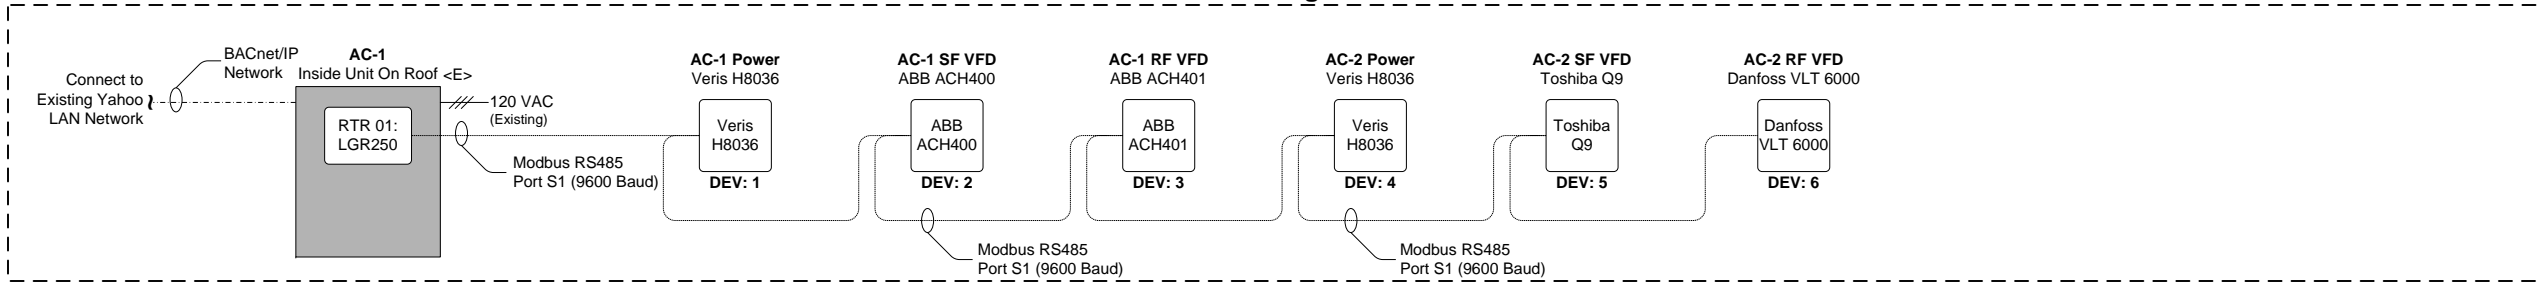 Connect to
Existing Yahoo
LAN Network
BACnet/IP
Network
AC-1
Inside Unit On Roof <E>
RTR 01:
LGR250
120 VAC
(Existing)
Modbus RS485
Port S1 (9600 Baud)
AC-1 Power
Veris H8036
Veris
H8036
DEV: 1
AC-1 SF VFD
ABB ACH400
ABB
ACH400
DEV: 2
Modbus RS485
Port S1 (9600 Baud)
AC-1 RF VFD
ABB ACH401
ABB
ACH401
DEV: 3
AC-2 Power
Veris H8036
Veris
H8036
DEV: 4
Modbus RS485
Port S1 (9600 Baud)
AC-2 SF VFD
Toshiba Q9
Toshiba
Q9
DEV: 5
AC-2 RF VFD
Danfoss VLT 6000
Danfoss
VLT 6000
DEV: 6